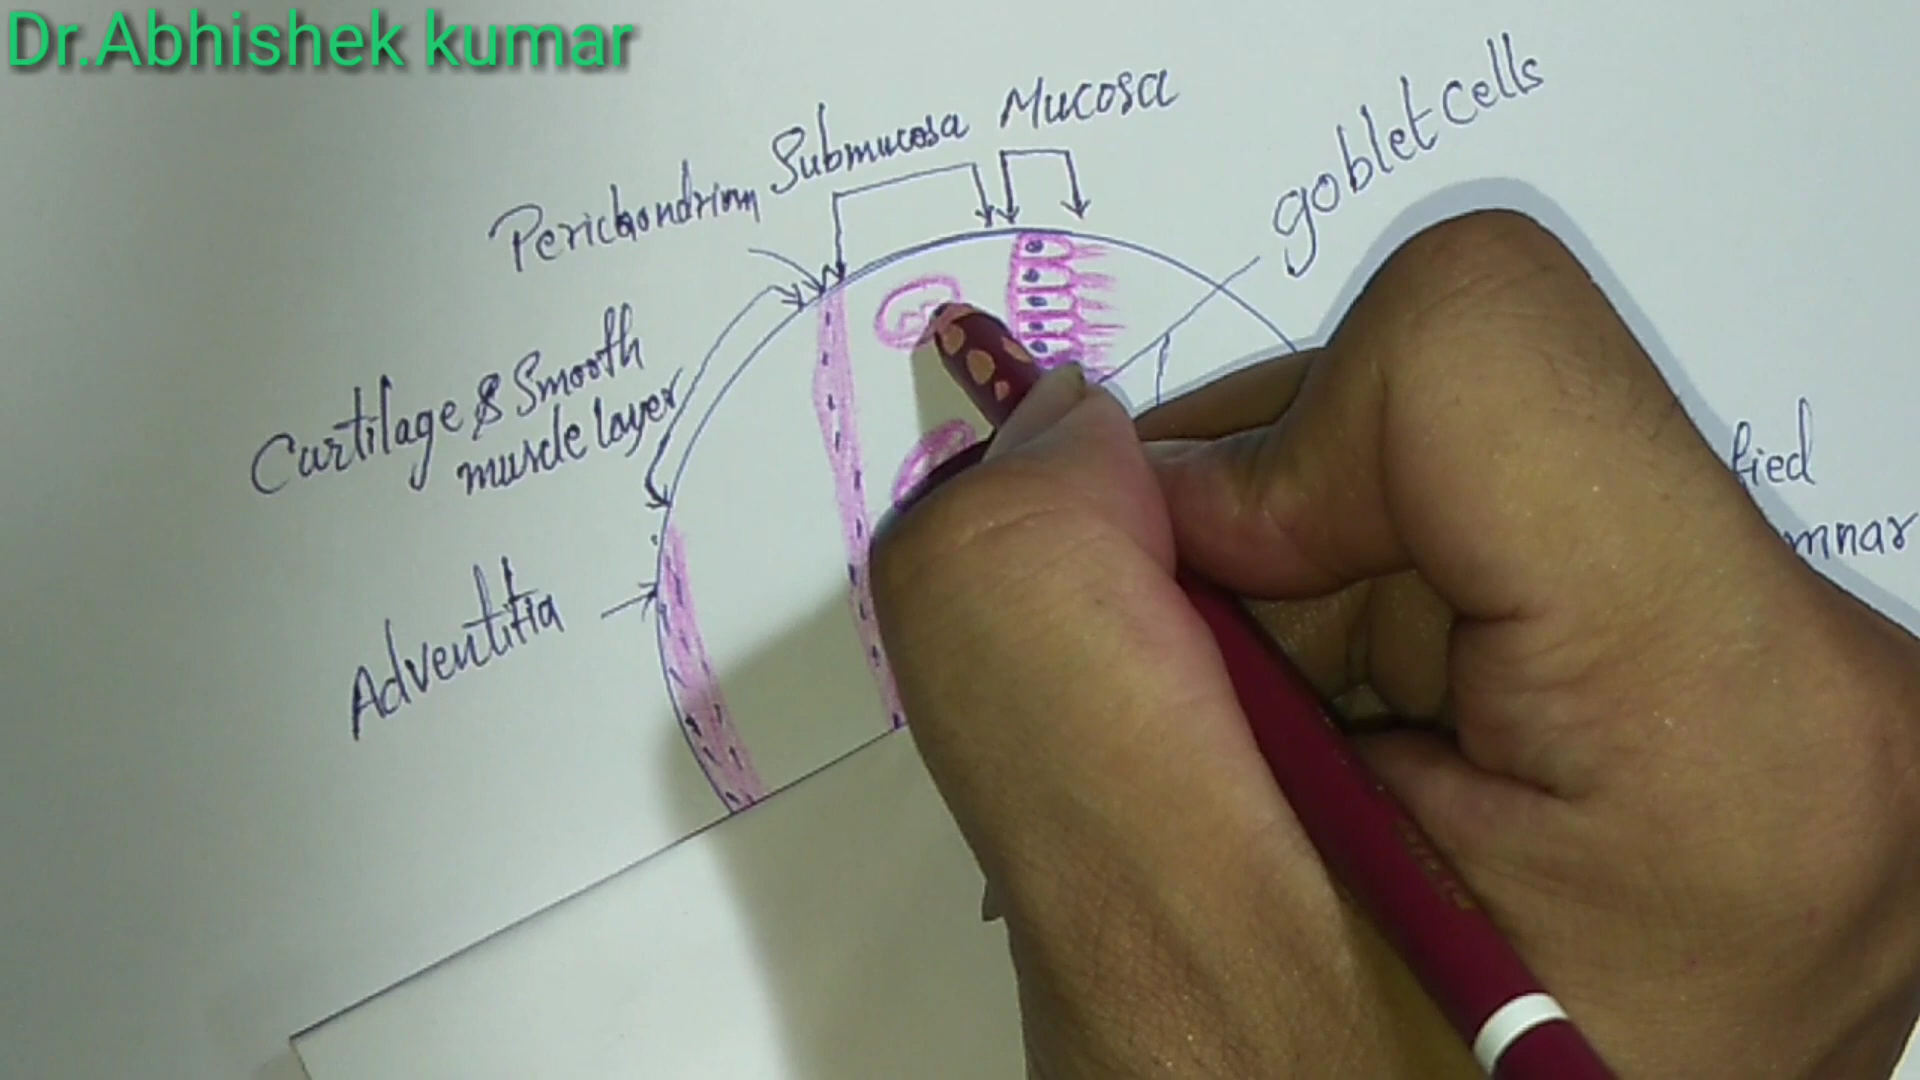 Dr.Abhishek kumar
Mucosa
Submucosa
Perichondrium
goblet cells
Cartilage & Smooth
muscle layer
Adventitia
fied
mnar